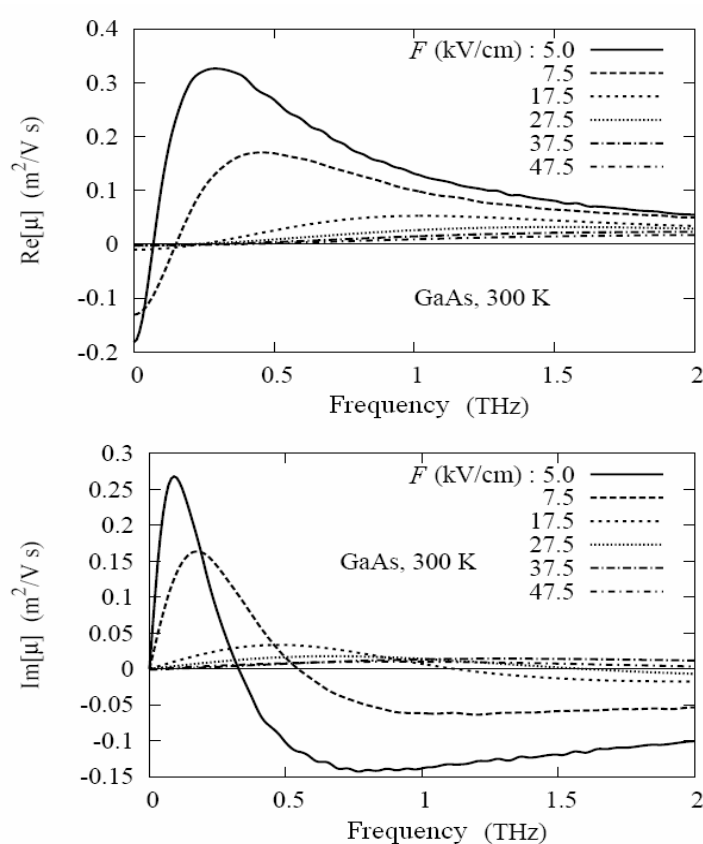 0.4
0.3
0.2
0.1
0
-0.1
-0.2
Re[μ] (m²/V s)
F (kV/cm) : 5.0
7.5
17.5
27.5
37.5
47.5
GaAs, 300 K
0 0.5 1 1.5 2
Frequency (THz)
0.3
0.25
0.2
0.15
0.1
0.05
0
-0.05
-0.1
-0.15
Im[μ] (m²/V s)
F (kV/cm) : 5.0
7.5
17.5
27.5
37.5
47.5
GaAs, 300 K
0 0.5 1 1.5 2
Frequency (THz)